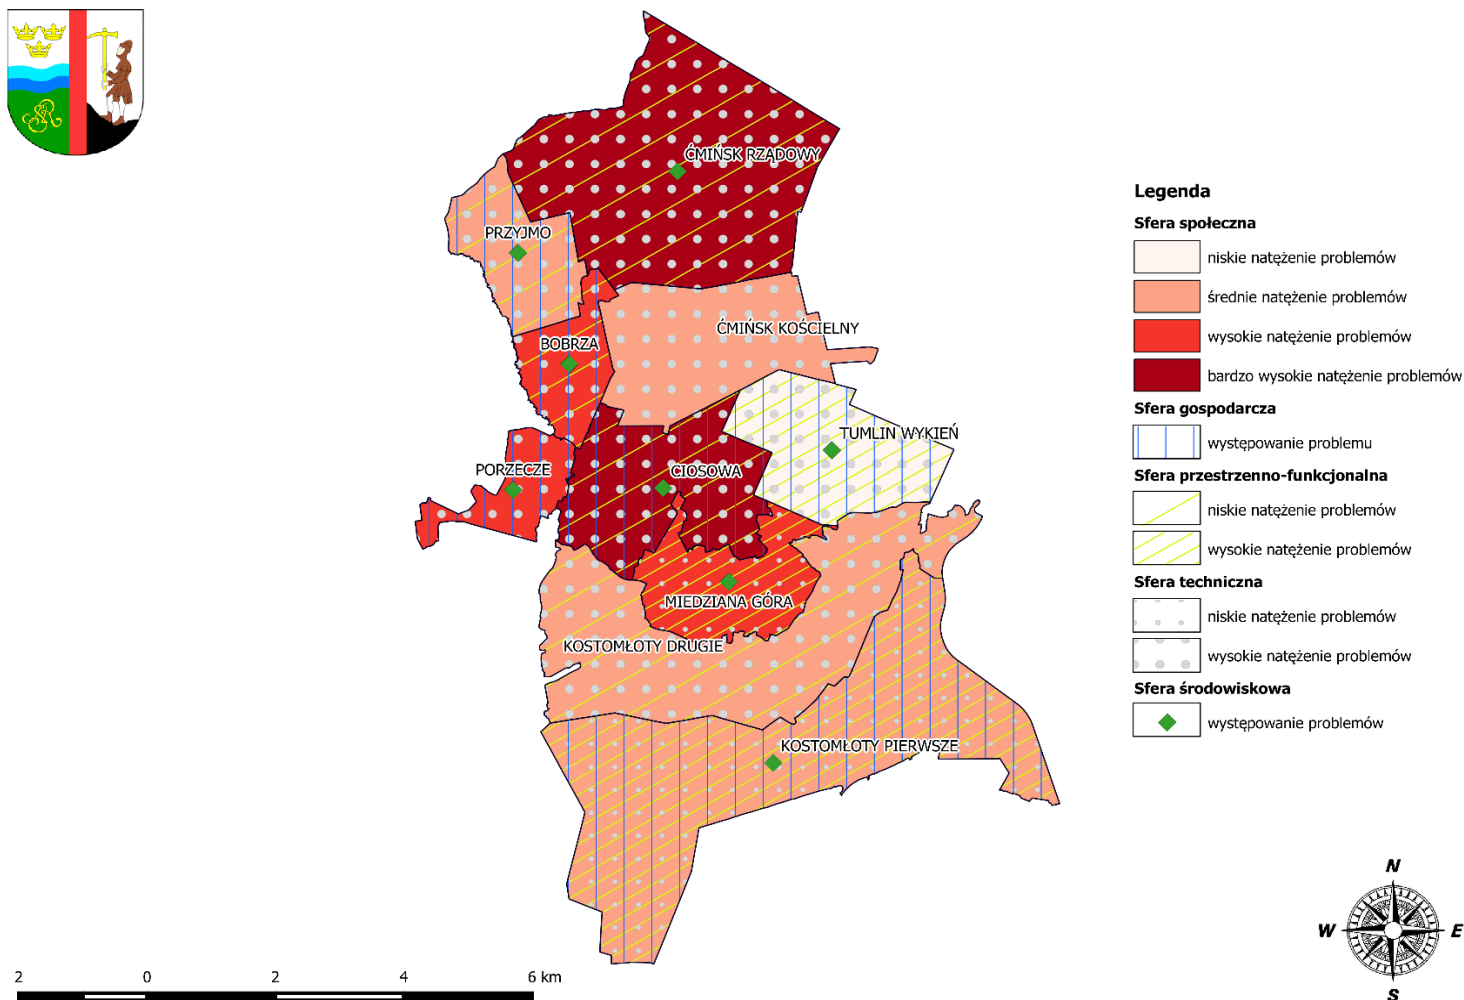 ĆMIŃSK RZĄDOWY
PRZYJMO
ĆMIŃSK KOŚCIELNY
BOBRZA
TUMLIN WYKIEŃ
PORZECZE
CIOSOWA
MIEDZIANA GÓRA
KOSTOMŁOTY DRUGIE
KOSTOMŁOTY PIERWSZE
Legenda
Sfera społeczna
niskie natężenie problemów
średnie natężenie problemów
wysokie natężenie problemów
bardzo wysokie natężenie problemów
Sfera gospodarcza
występowanie problemu
Sfera przestrzenno-funkcjonalna
niskie natężenie problemów
wysokie natężenie problemów
Sfera techniczna
niskie natężenie problemów
wysokie natężenie problemów
Sfera środowiskowa
występowanie problemów
N
W E
S
2 0 2 4 6 km